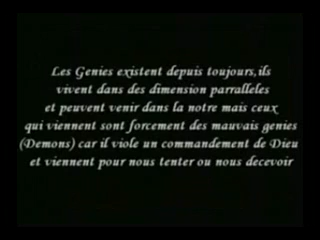 Les Genies existent depuis toujours,ils
vivent dans des dimension parralleles
et peuvent venir dans la notre mais ceux
qui viennent sont forcement des mauvais genies
(Demons) car il viole un commandement de Dieu
et viennent pour nous tenter ou nous decevoir